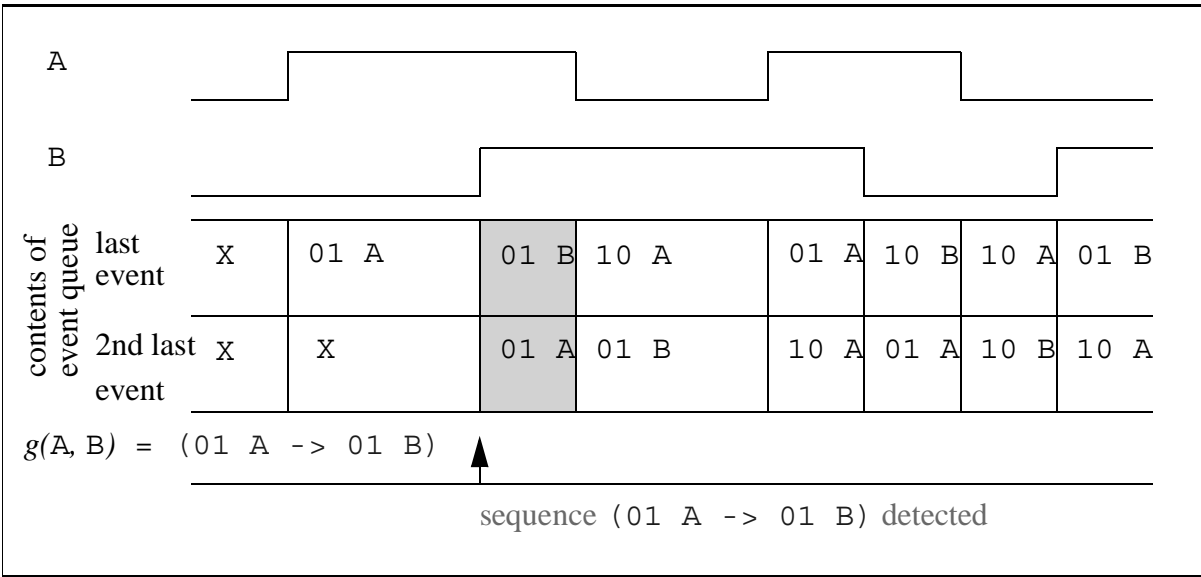 A
B
contents of
event queue
last
event
X
01 A
01 B
10 A
01 A
10 B
10 A
01 B
2nd last
event
X
X
01 A
01 B
10 A
01 A
10 B
10 A
g(A, B) = (01 A -> 01 B)
sequence (01 A -> 01 B) detected